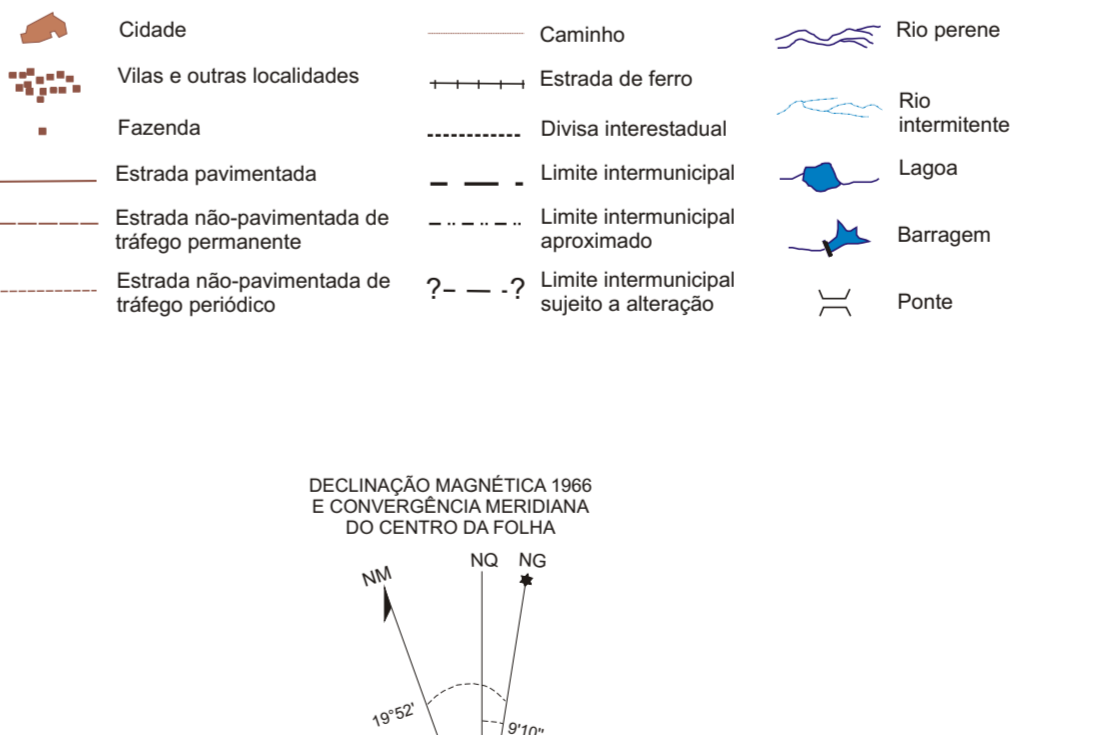 Cidade
Vilas e outras localidades
Fazenda
Estrada pavimentada
Estrada não-pavimentada de
tráfego permanente
Estrada não-pavimentada de
tráfego periódico
Caminho
Estrada de ferro
Divisa interestadual
Limite intermunicipal
Limite intermunicipal
aproximado
? ?
Limite intermunicipal
sujeito a alteração
Rio perene
Rio
intermitente
Lagoa
Barragem
Ponte
DECLINAÇÃO MAGNÉTICA 1966
E CONVERGÊNCIA MERIDIANA
DO CENTRO DA FOLHA
NM
NQ NG
19°52'
9'10"